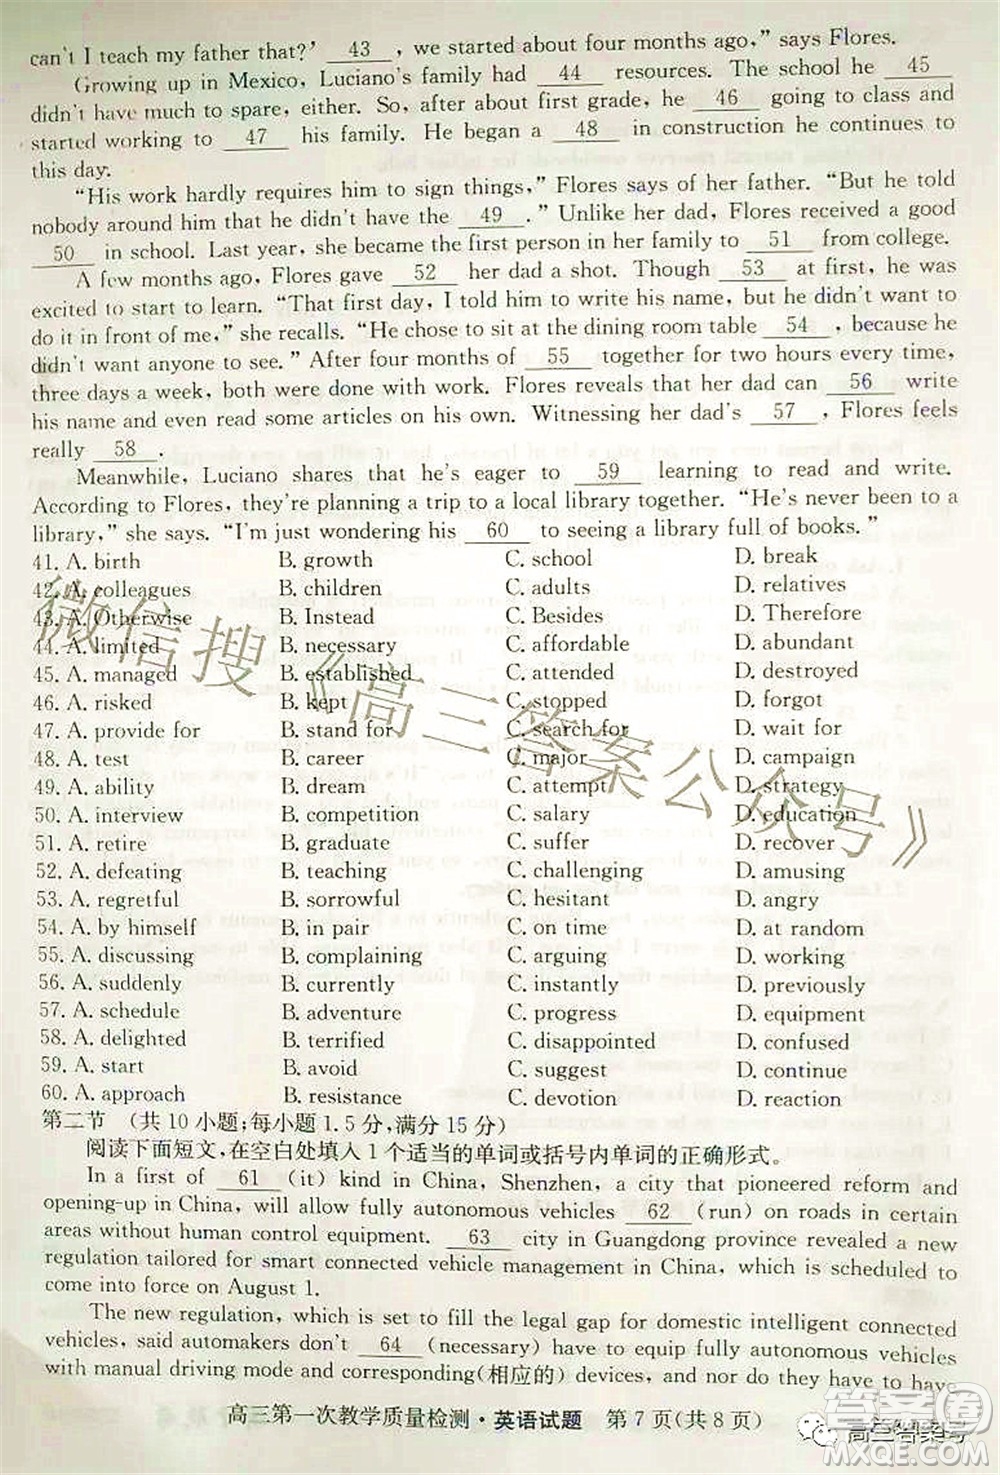 can't I teach my father that?' 43 , we started about four months ago," says Flores.
Growing up in Mexico, Luciano's family had 44 resources. The school he 45
didn't have much to spare, either. So, after about first grade, he 46 going to class and
started working to 47 his family. He began a 48 in construction he continues to
this day.
"His work hardly requires him to sign things," Flores says of her father. "But he told
nobody around him that he didn't have the 49 ." Unlike her dad, Flores received a good
50 in school. Last year, she became the first person in her family to 51 from college.
A few months ago, Flores gave 52 her dad a shot. Though 53 at first, he was
excited to start to learn. "That first day, I told him to write his name, but he didn't want to
do it in front of me," she recalls. "He chose to sit at the dining room table 54 , because he
didn't want anyone to see." After four months of 55 together for two hours every time,
three days a week, both were done with work. Flores reveals that her dad can 56 write
his name and even read some articles on his own. Witnessing her dad's 57 , Flores feels
really 58 .
Meanwhile, Luciano shares that he's eager to 59 learning to read and write.
According to Flores, they're planning a trip to a local library together. "He's never been to a
library," she says. "I'm just wondering his 60 to seeing a library full of books."
41. A. birth B. growth C. school D. break
42. A. colleagues B. children C. adults D. relatives
43. A. Otherwise B. Instead C. Besides D. Therefore
44. A. limited B. necessary C. affordable D. abundant
45. A. managed B. established C. attended D. destroyed
46. A. risked B. kept C. stopped D. forgot
47. A. provide for B. stand for C. search for D. wait for
48. A. test B. career C. major D. campaign
49. A. ability B. dream C. attempt D. strategy
50. A. interview B. competition C. salary D. education
51. A. retire B. graduate C. suffer D. recover
52. A. defeating B. teaching C. challenging D. amusing
53. A. regretful B. sorrowful C. hesitant D. angry
54. A. by himself B. in pair C. on time D. at random
55. A. discussing B. complaining C. arguing D. working
56. A. suddenly B. currently C. instantly D. previously
57. A. schedule B. adventure C. progress D. equipment
58. A. delighted B. terrified C. disappointed D. confused
59. A. start B. avoid C. suggest D. continue
60. A. approach B. access C. devotion D. reaction
第二节 (共10小题;每小题1.5分,满分15分)
阅读下面短文,在空白处填入1个适当的单词或括号内单词的正确形式。
In a first of 61 (it) kind in China, Shenzhen, a city that pioneered reform and
opening-up in China, will allow fully autonomous vehicles 62 (run) on roads in certain
areas without human control equipment. 63 city in Guangdong province revealed a new
regulation tailored for smart connected vehicle management in China, which is scheduled to
come into force on August 1.
The new regulation, which is set to fill the legal gap for domestic intelligent connected
vehicles, said automakers don't 64 (necessary) have to equip fully autonomous vehicles
with manual driving mode and corresponding(相应的) devices, and nor do they have to have
高三第一次教学质量检测·英语试题 第7页(共8页)
微信搜《高三答案公众号》
高三答案号
答案圈